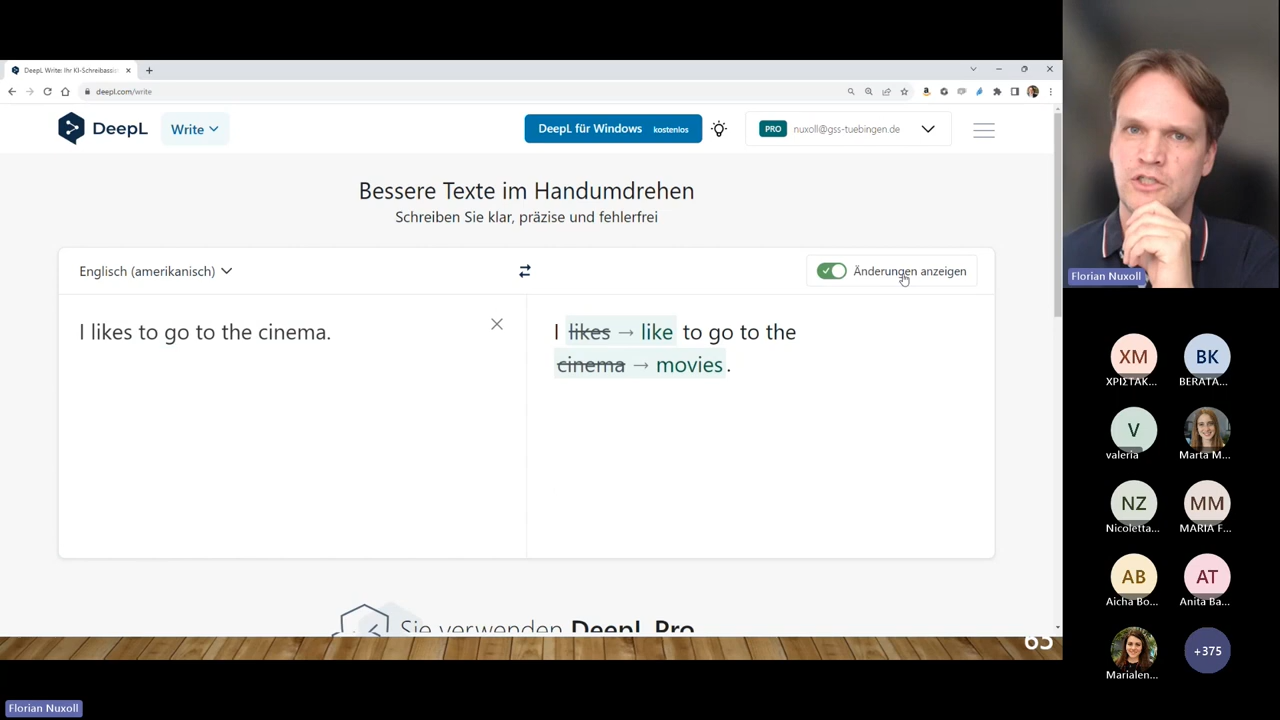 DeepL Write: Ihr KI-Schreibassis
deepl.com/write
DeepL
Write
DeepL für Windows kostenlos
PRO nuxoll@gss-tuebingen.de
Bessere Texte im Handumdrehen
Schreiben Sie klar, präzise und fehlerfrei
Englisch (amerikanisch)
Änderungen anzeigen
I likes to go to the cinema.
I likes → like to go to the
cinema → movies.
Sie verwenden DeepL Pro
63
Florian Nuxoll
XM
ΧΡΙΣΤΑΚ...
BK
BERATA...
V
valeria
Marta M...
NZ
Nicoletta...
MM
MARIA F...
AB
Aicha Bo...
AT
Anita Ba...
Marialen...
+375
Florian Nuxoll